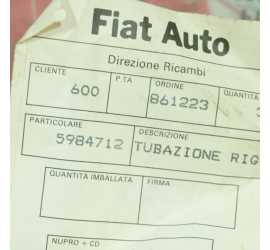 Fiat Auto
Direzione Ricambi
CLIENTE P.TA ORDINE QUANTITA
600 861223
PARTICOLARE DESCRIZIONE
5984712 TUBAZIONE RIG
QUANTITÀ IMBALLATA FIRMA
NUPRO + CD